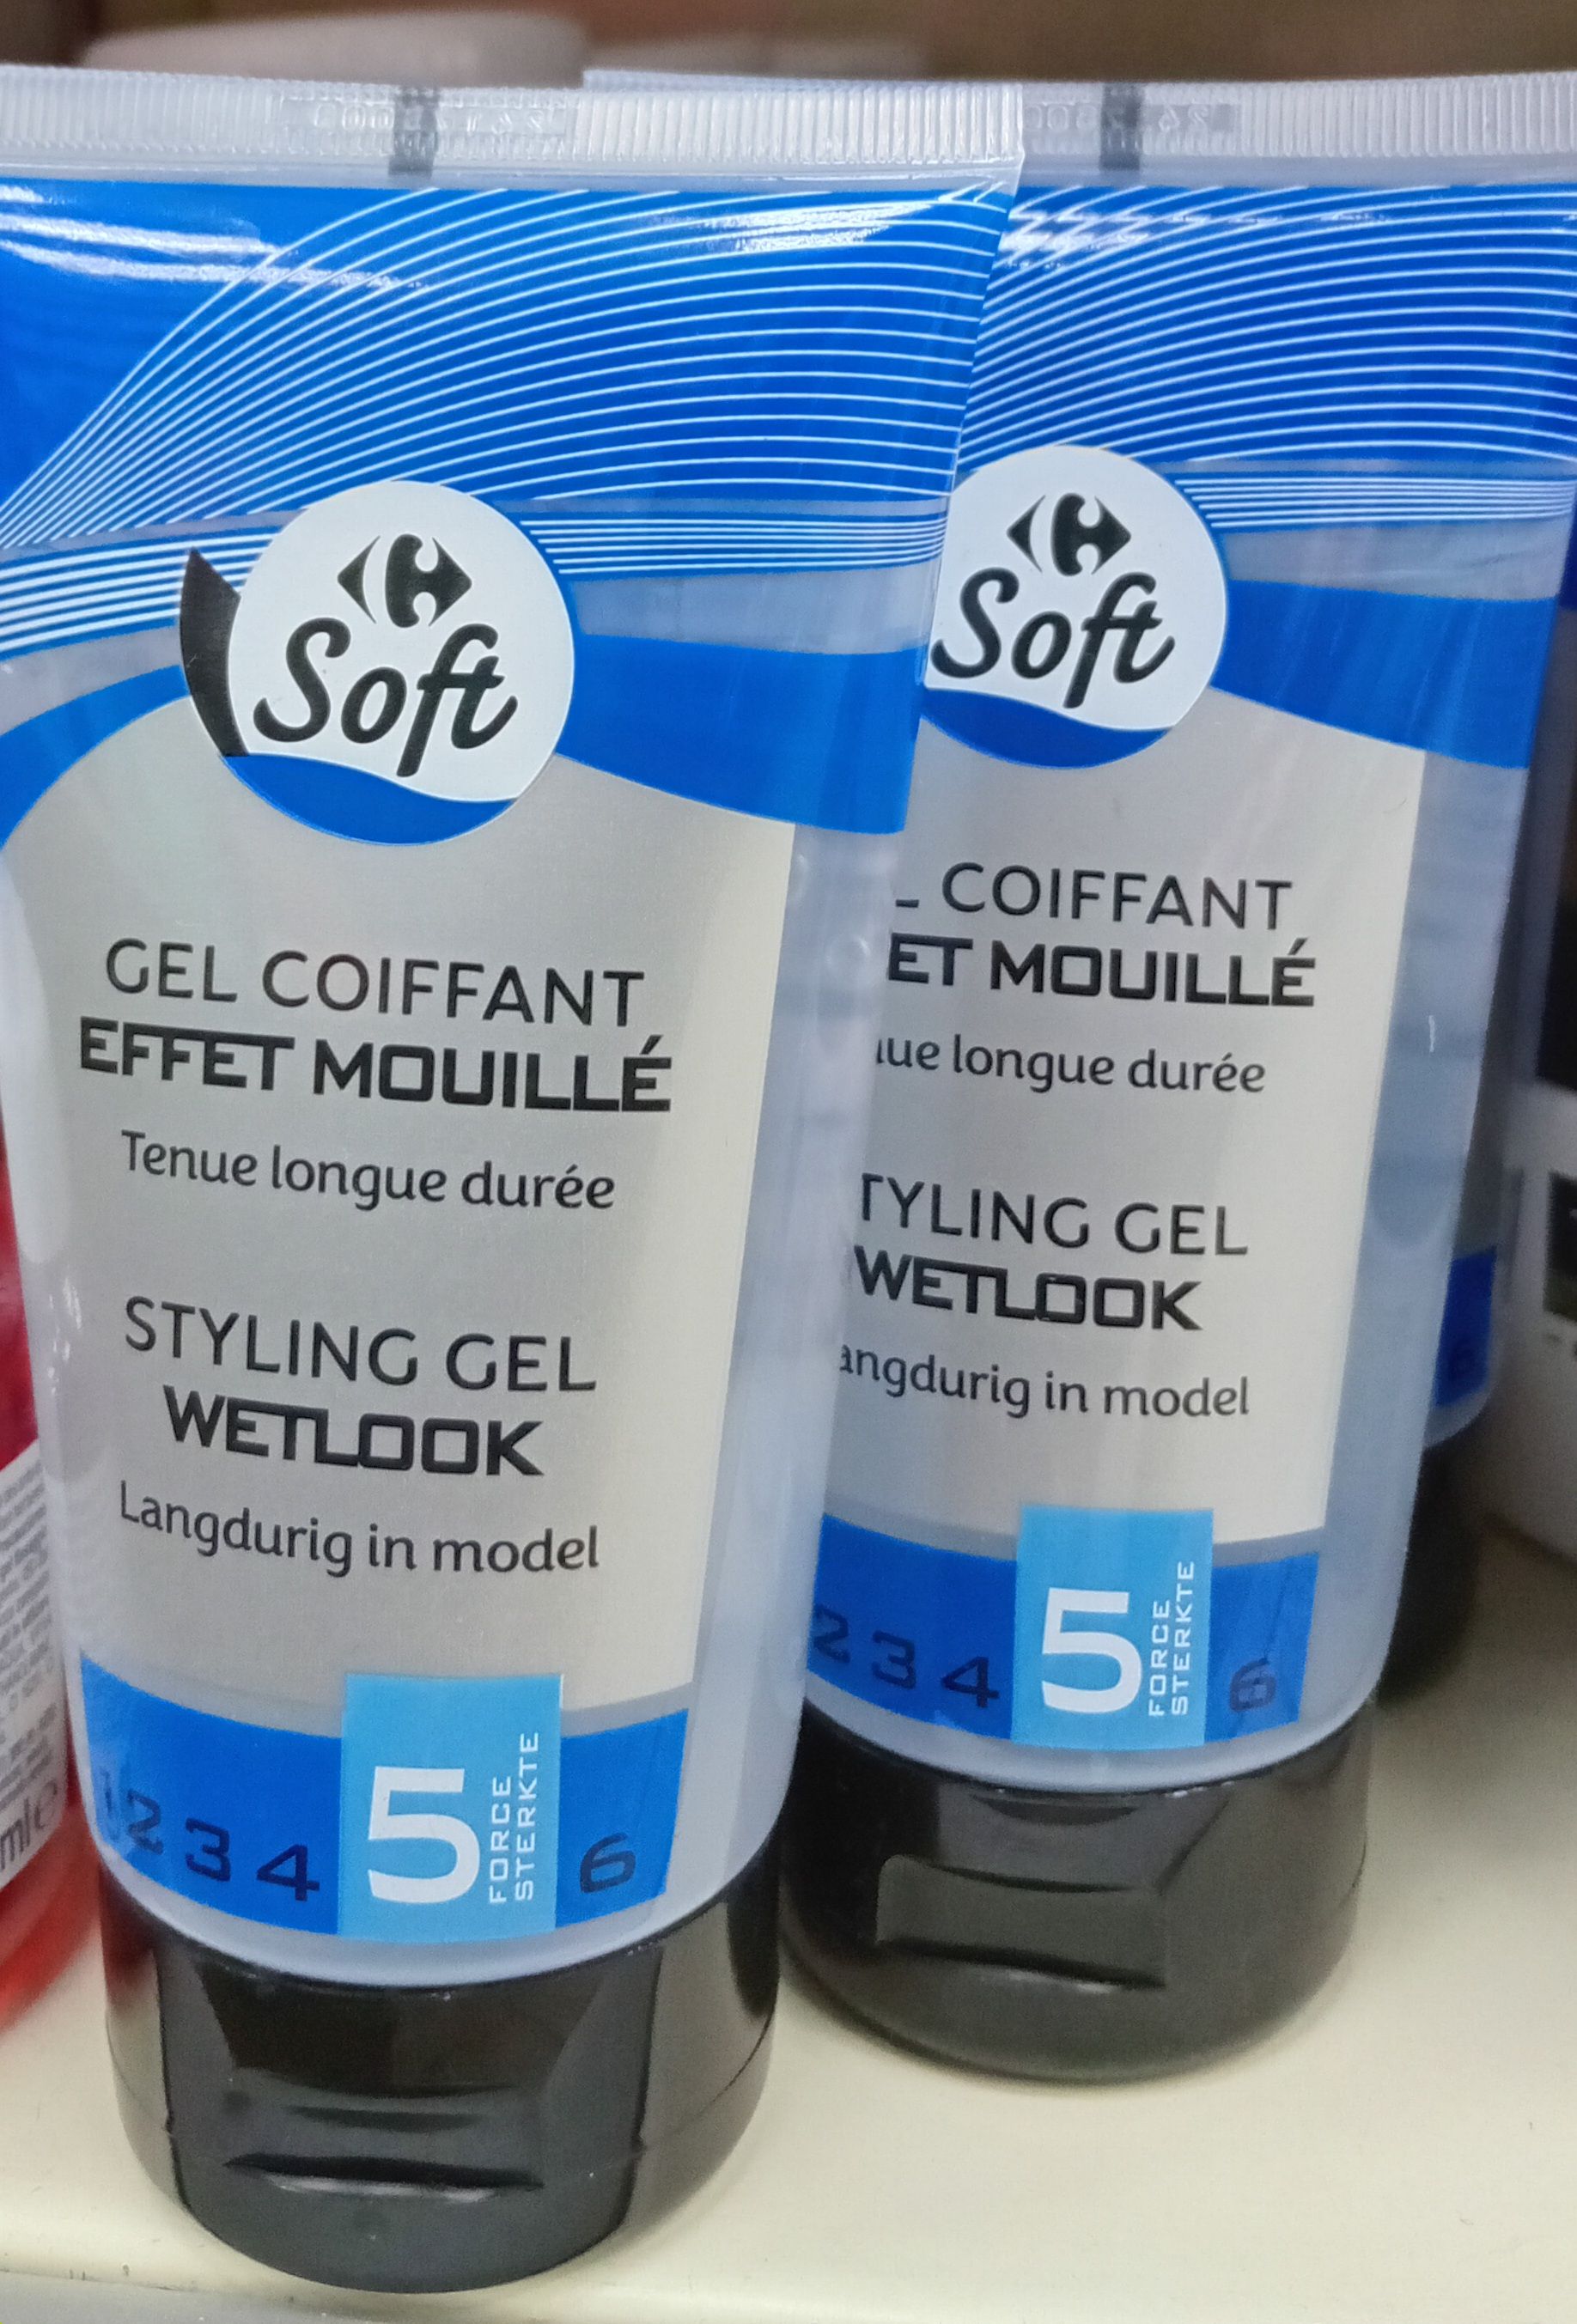 Soft
GEL COIFFANT
EFFET MOUILLÉ
Tenue longue durée
STYLING GEL
WETLOOK
Langdurig in model
1 2 3 4 5 6
FORCE
STERKTE
Soft
COIFFANT
ET MOUILLÉ
ue longue durée
TYLING GEL
WETLOOK
angdurig in model
2 3 4 5 6
FORCE
STERKTE
ml e